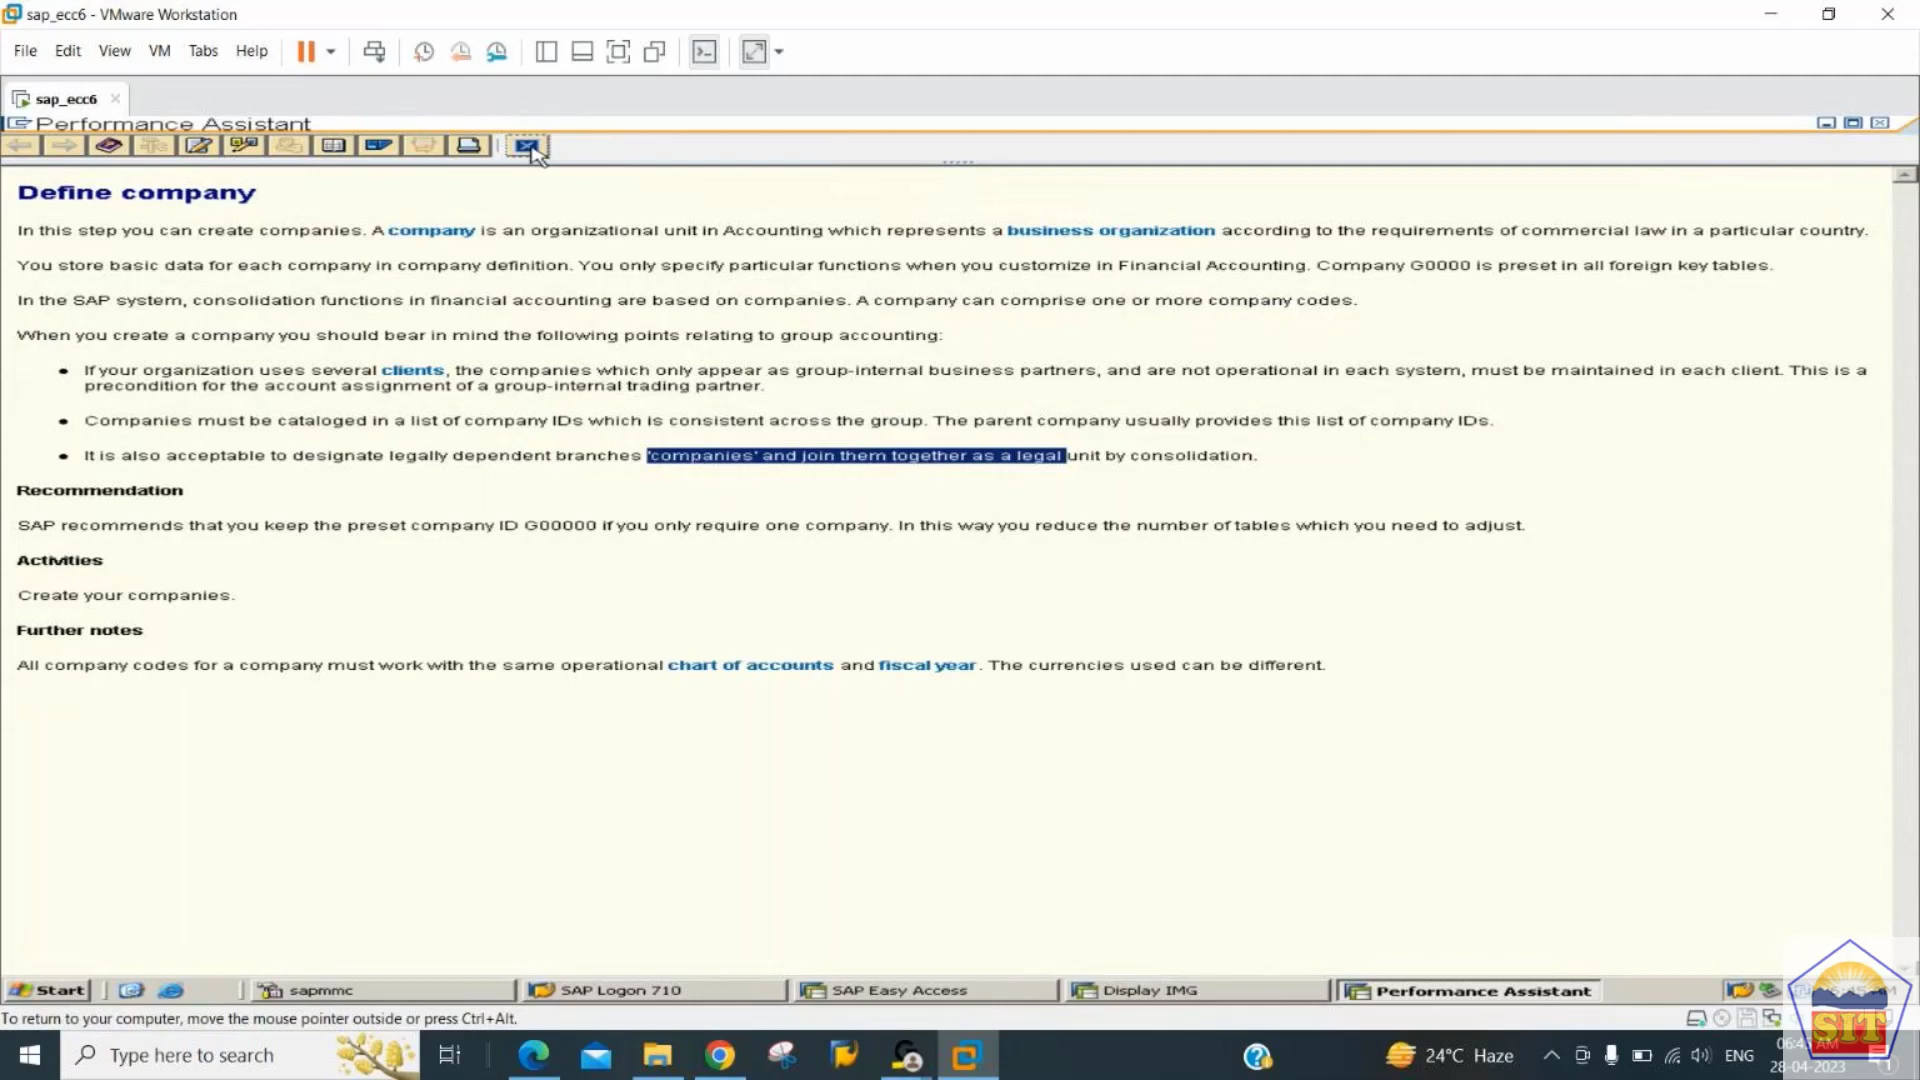 sap_ecc6 - VMware Workstation
File Edit View VM Tabs Help
sap_ecc6
Performance Assistant
Define company
In this step you can create companies. A company is an organizational unit in Accounting which represents a business organization according to the requirements of commercial law in a particular country.
You store basic data for each company in company definition. You only specify particular functions when you customize in Financial Accounting. Company G0000 is preset in all foreign key tables.
In the SAP system, consolidation functions in financial accounting are based on companies. A company can comprise one or more company codes.
When you create a company you should bear in mind the following points relating to group accounting:
If your organization uses several clients, the companies which only appear as group-internal business partners, and are not operational in each system, must be maintained in each client. This is a
precondition for the account assignment of a group-internal trading partner.
Companies must be cataloged in a list of company IDs which is consistent across the group. The parent company usually provides this list of company IDs.
It is also acceptable to designate legally dependent branches 'companies' and join them together as a legal unit by consolidation.
Recommendation
SAP recommends that you keep the preset company ID G00000 if you only require one company. In this way you reduce the number of tables which you need to adjust.
Activities
Create your companies.
Further notes
All company codes for a company must work with the same operational chart of accounts and fiscal year. The currencies used can be different.
Start sapmmc SAP Logon 710 SAP Easy Access Display IMG Performance Assistant
To return to your computer, move the mouse pointer outside or press Ctrl+Alt.
Type here to search 24°C Haze ENG
28-04-2023
SIT